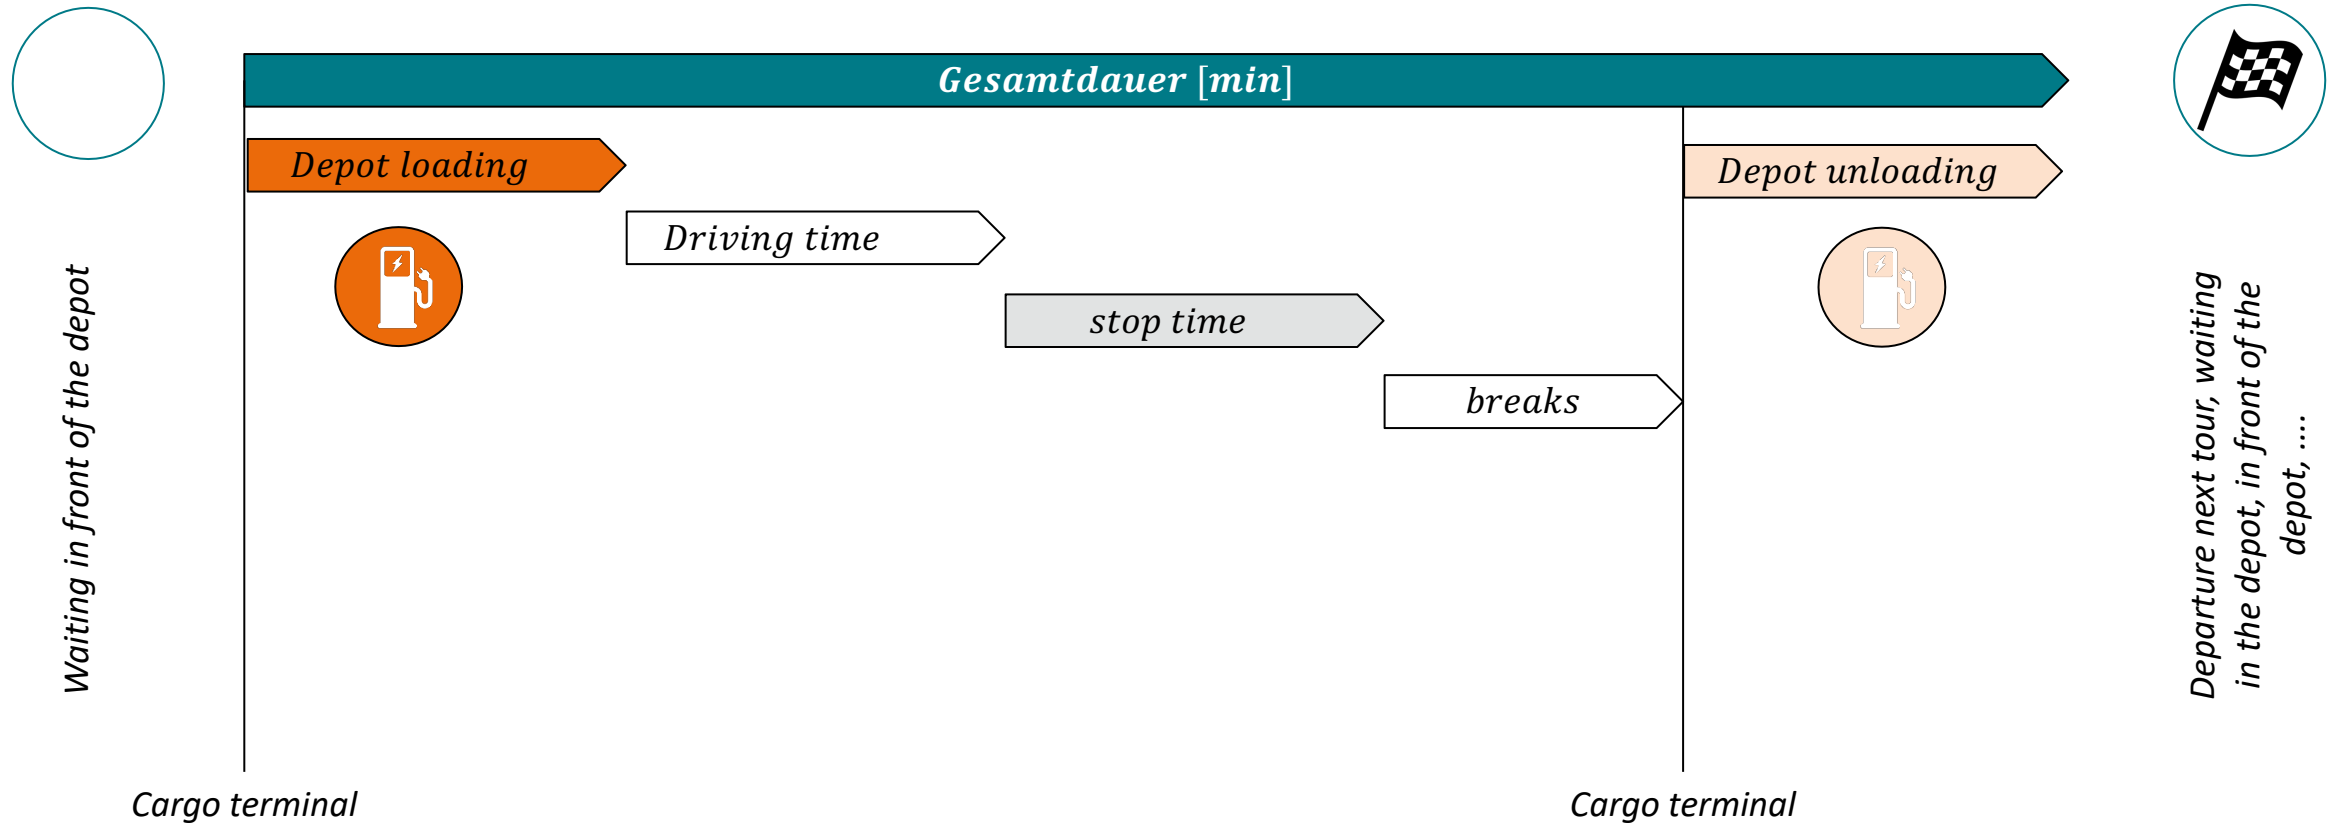 Gesamtdauer [min]
Depot loading
Depot unloading
Driving time
stop time
breaks
Waiting in front of the depot
Departure next tour, waiting
in the depot, in front of the
depot, ....
Cargo terminal
Cargo terminal